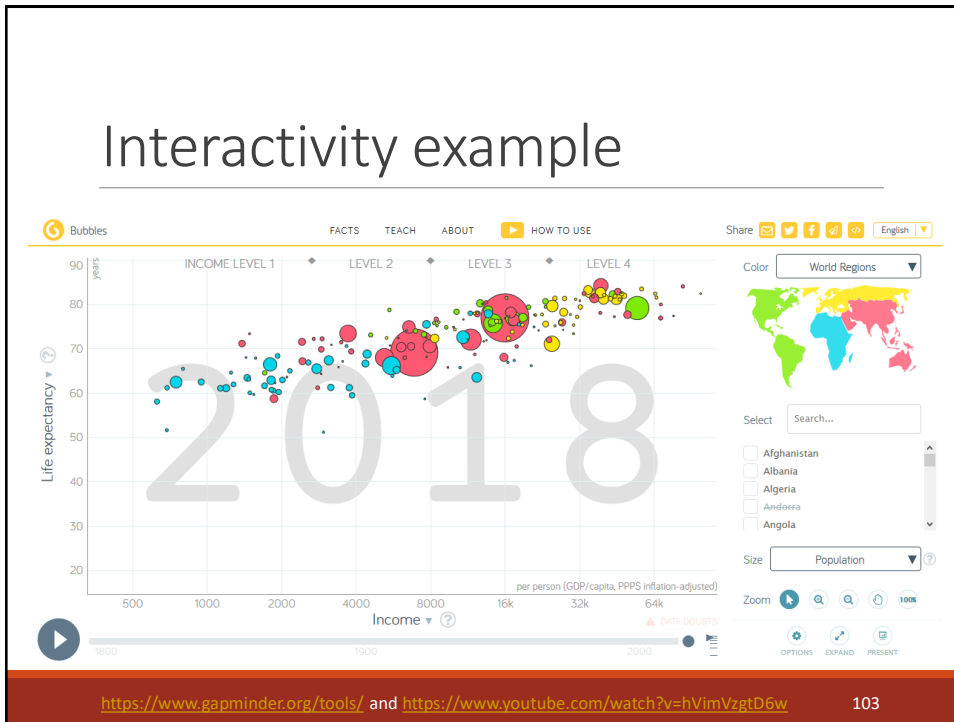 Interactivity example
Bubbles FACTS TEACH ABOUT HOW TO USE Share English
INCOME LEVEL 1 LEVEL 2 LEVEL 3 LEVEL 4
years
90
80
70
60
50
40
30
20
Life expectancy ?
2018
per person (GDP/capita, PPP$ inflation-adjusted)
500 1000 2000 4000 8000 16k 32k 64k
Income ?
DATA DOUBTS
1800 1900 2000
Color World Regions
Select Search...
Afghanistan
Albania
Algeria
Andorra
Angola
Size Population ?
Zoom 100%
OPTIONS EXPAND PRESENT
https://www.gapminder.org/tools/ and https://www.youtube.com/watch?v=hVimVzgtD6w 103